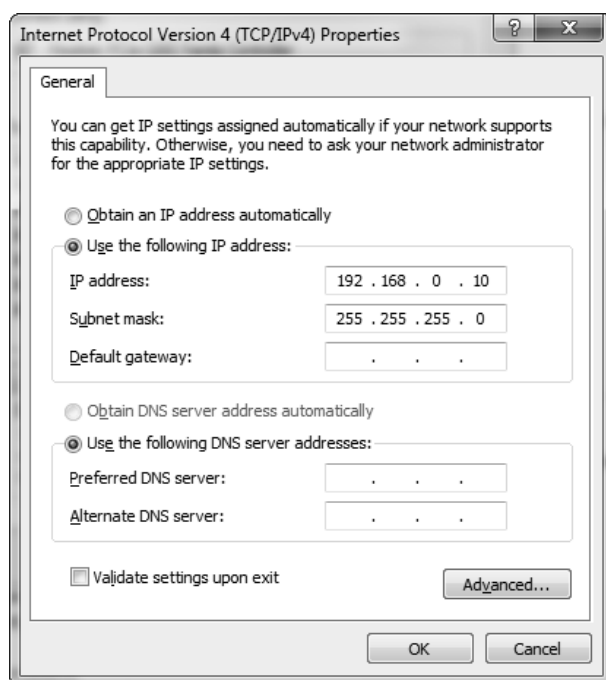 Internet Protocol Version 4 (TCP/IPv4) Properties
? X
General
You can get IP settings assigned automatically if your network supports
this capability. Otherwise, you need to ask your network administrator
for the appropriate IP settings.
Obtain an IP address automatically
Use the following IP address:
IP address: 192 . 168 . 0 . 10
Subnet mask: 255 . 255 . 255 . 0
Default gateway: . . .
Obtain DNS server address automatically
Use the following DNS server addresses:
Preferred DNS server: . . .
Alternate DNS server: . . .
Validate settings upon exit
Advanced...
OK Cancel